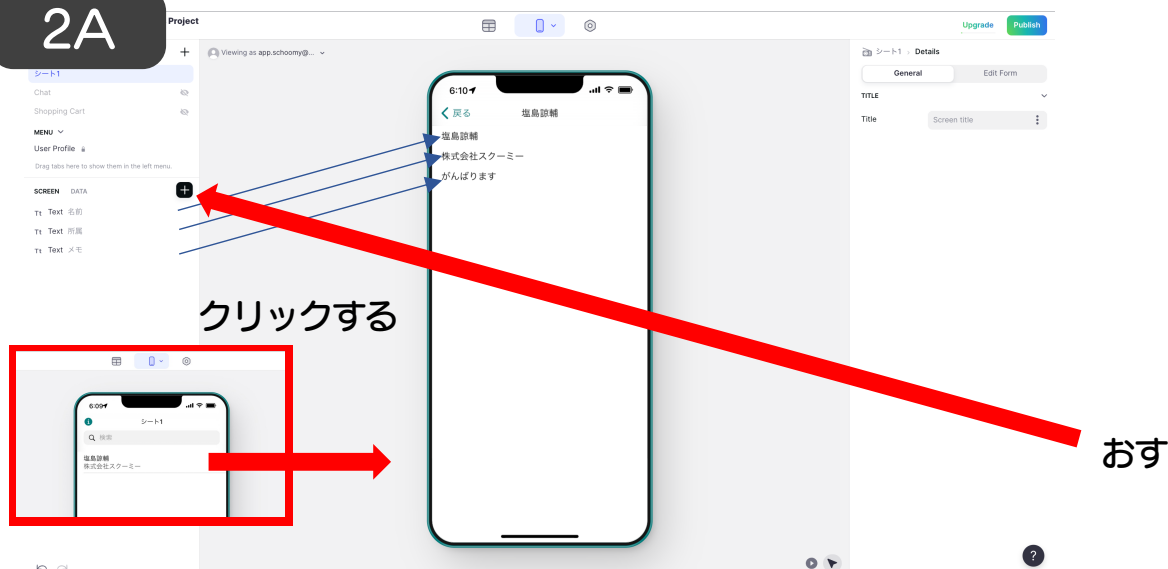 2A
Project
Upgrade
Publish
Viewing as app.schoomy@...
シート1
Chat
Shopping Cart
MENU
User Profile
Drag tabs here to show them in the left menu.
SCREEN DATA
Tt Text 名前
Tt Text 所属
Tt Text メモ
6:10
戻る 塩島諒輔
塩島諒輔
株式会社スクーミー
がんばります
シート1 › Details
General Edit Form
TITLE
Title Screen title
クリックする
6:09
シート1
検索
塩島諒輔
株式会社スクーミー
おす
?